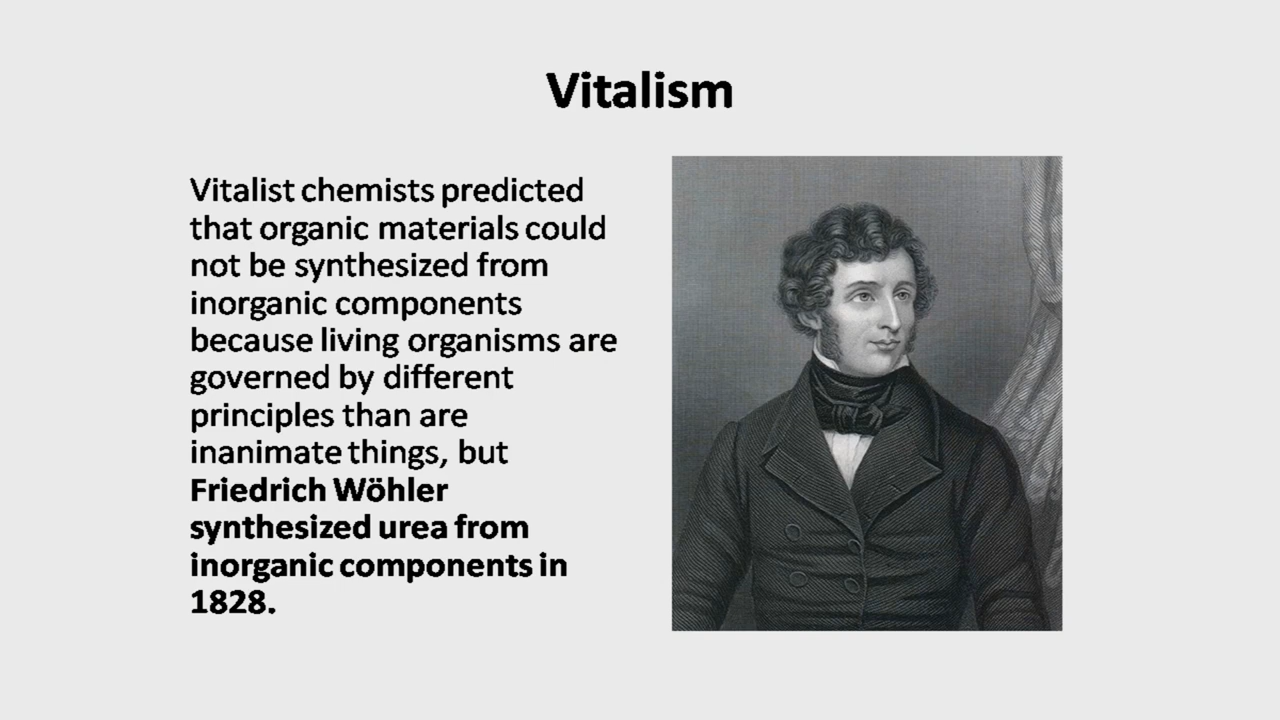 Vitalism
Vitalist chemists predicted
that organic materials could
not be synthesized from
inorganic components
because living organisms are
governed by different
principles than are
inanimate things, but
Friedrich Wöhler
synthesized urea from
inorganic components in
1828.